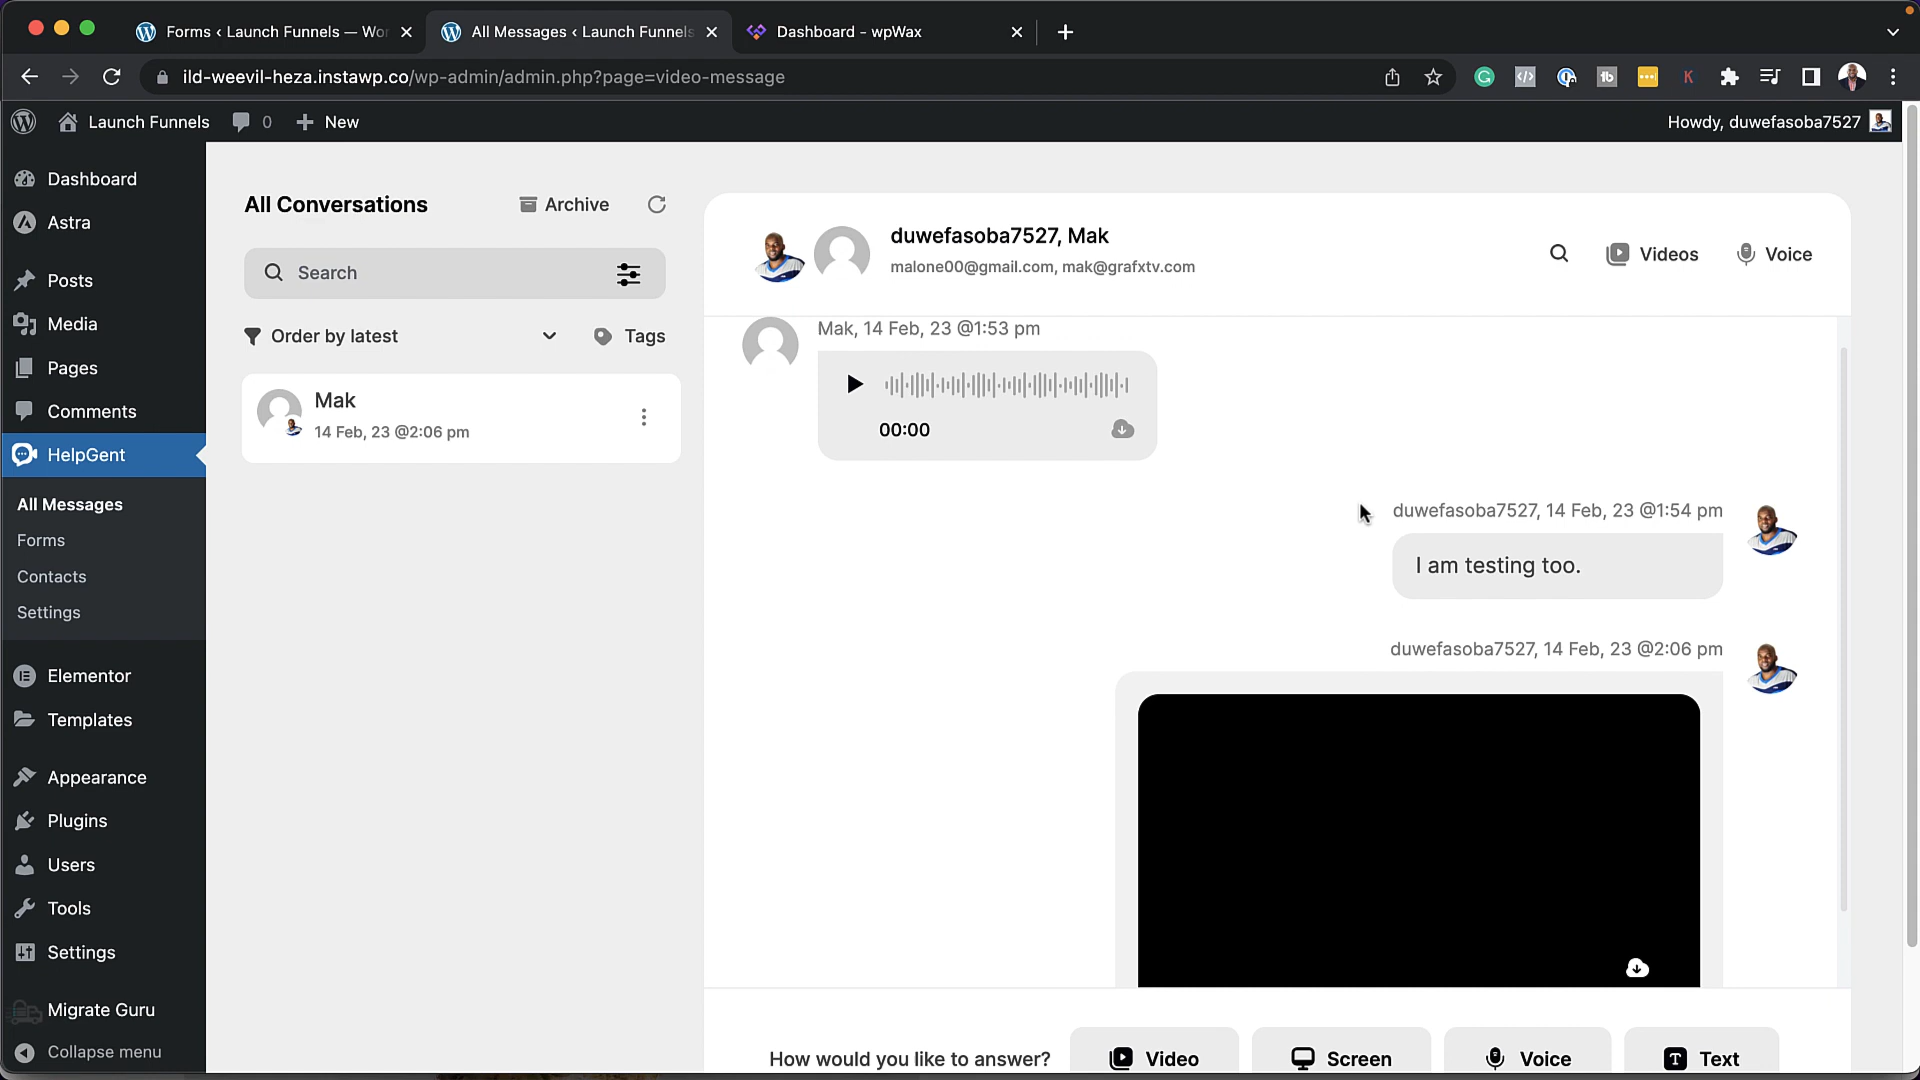 Forms ‹ Launch Funnels — Wor
All Messages ‹ Launch Funnels
Dashboard - wpWax
ild-weevil-heza.instawp.co/wp-admin/admin.php?page=video-message
Launch Funnels
0
New
Howdy, duwefasoba7527
Dashboard
Astra
Posts
Media
Pages
Comments
HelpGent
All Messages
Forms
Contacts
Settings
Elementor
Templates
Appearance
Plugins
Users
Tools
Settings
Migrate Guru
Collapse menu
All Conversations
Archive
Search
Order by latest
Tags
Mak
14 Feb, 23 @2:06 pm
duwefasoba7527, Mak
malone00@gmail.com, mak@grafxtv.com
Videos
Voice
Mak, 14 Feb, 23 @1:53 pm
00:00
duwefasoba7527, 14 Feb, 23 @1:54 pm
I am testing too.
duwefasoba7527, 14 Feb, 23 @2:06 pm
How would you like to answer?
Video
Screen
Voice
Text